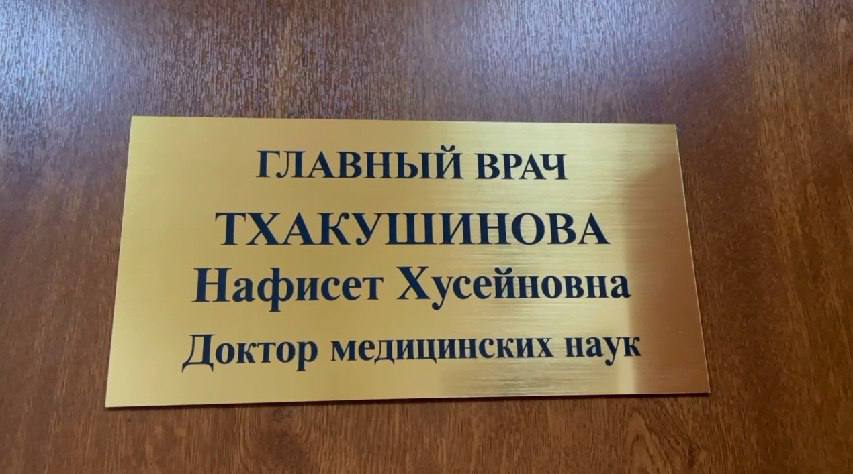 ГЛАВНЫЙ ВРАЧ
ТХАКУШИНОВА
Нафисет Хусейновна
Доктор медицинских наук